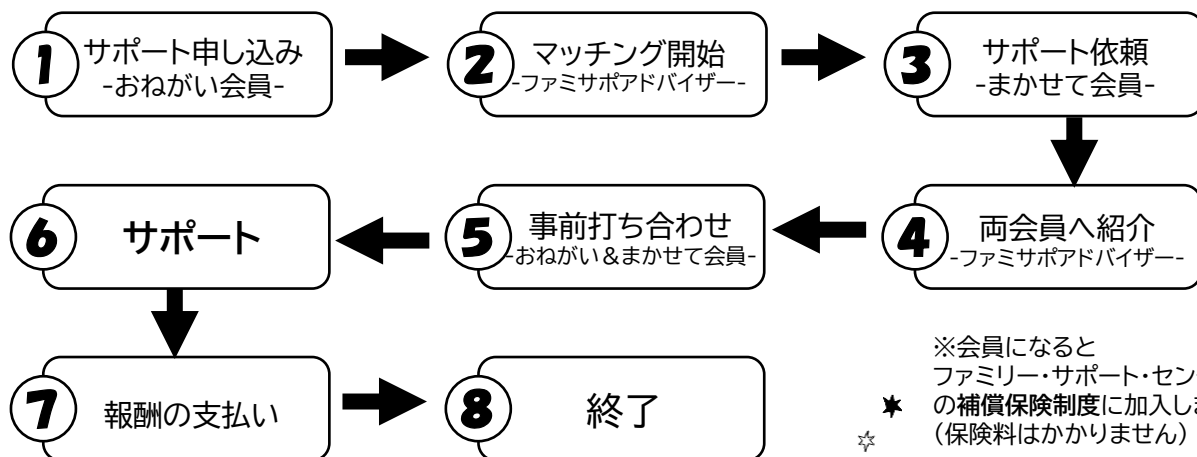 1 サポート申し込み
-おねがい会員-
2 マッチング開始
-ファミサポアドバイザー-
3 サポート依頼
-まかせて会員-
4 両会員へ紹介
-ファミサポアドバイザー-
5 事前打ち合わせ
-おねがい&まかせて会員-
6 サポート
7 報酬の支払い
8 終了
※会員になると
ファミリー・サポート・セン
の補償保険制度に加入し
（保険料はかかりません）